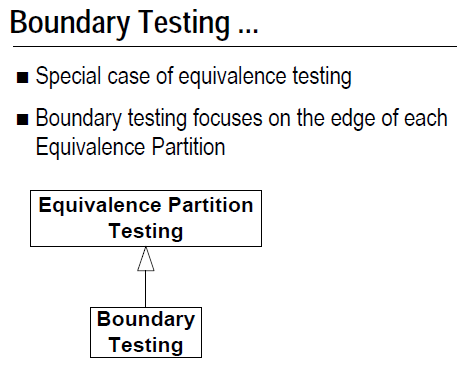 Boundary Testing ...
■ Special case of equivalence testing
■ Boundary testing focuses on the edge of each
Equivalence Partition
Equivalence Partition
Testing
Boundary
Testing